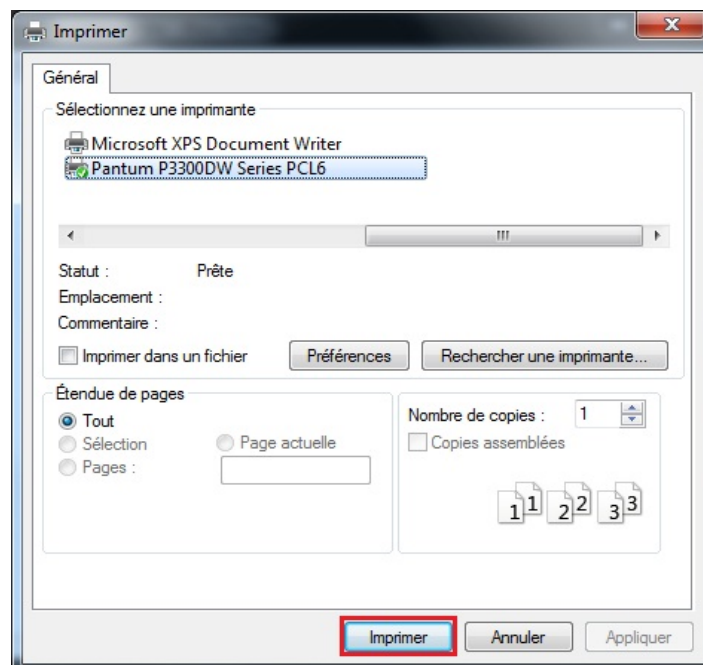 Imprimer
Général
Sélectionnez une imprimante
Microsoft XPS Document Writer
Pantum P3300DW Series PCL6
Statut : Prête
Emplacement :
Commentaire :
Imprimer dans un fichier Préférences Rechercher une imprimante...
Étendue de pages
Tout
Sélection Page actuelle
Pages :
Nombre de copies : 1
Copies assemblées
1 1 2 2 3 3
Imprimer Annuler Appliquer